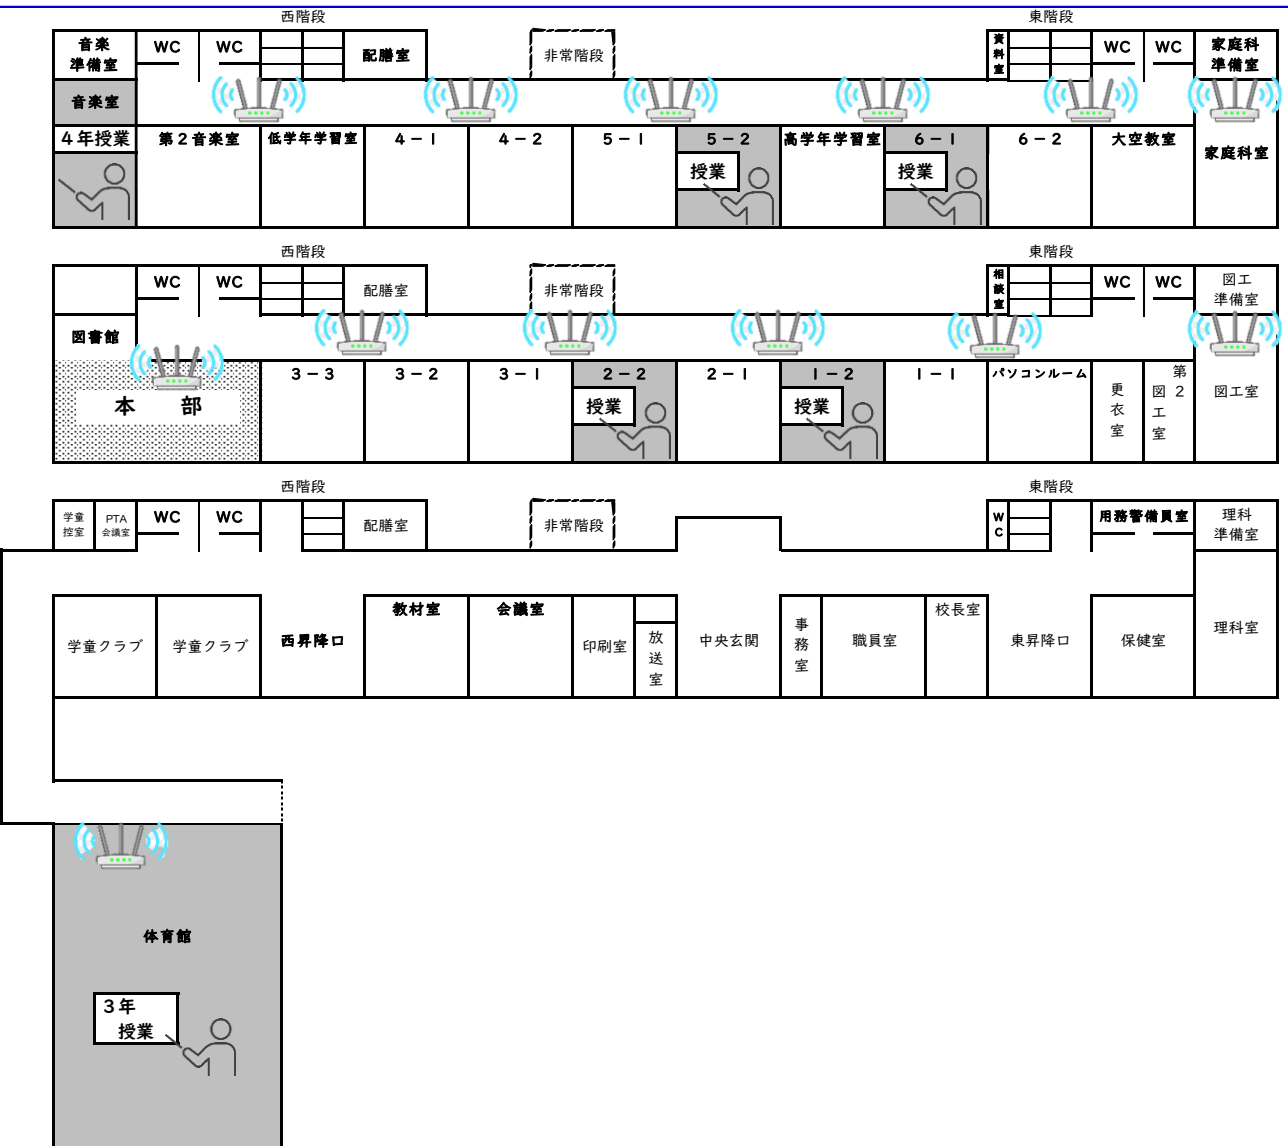 西階段 東階段
音楽準備室 WC WC 配膳室 非常階段 資料室 WC WC 家庭科準備室
音楽室
４年授業 第２音楽室 低学年学習室 ４－１ ４－２ ５－１ ５－２ 高学年学習室 ６－１ ６－２ 大空教室 家庭科室
授業 授業
西階段 東階段
WC WC 配膳室 非常階段 相談室 WC WC 図工準備室
図書館
３－３ ３－２ ３－１ ２－２ ２－１ １－２ １－１ パソコンルーム 更衣室 第２図工室 図工室
本部 授業 授業
西階段 東階段
学童控室 PTA会議室 WC WC 配膳室 非常階段 WC 用務警備員室 理科準備室
学童クラブ 学童クラブ 西昇降口 教材室 会議室 印刷室 放送室 中央玄関 事務室 職員室 校長室 東昇降口 保健室 理科室
体育館
３年
授業